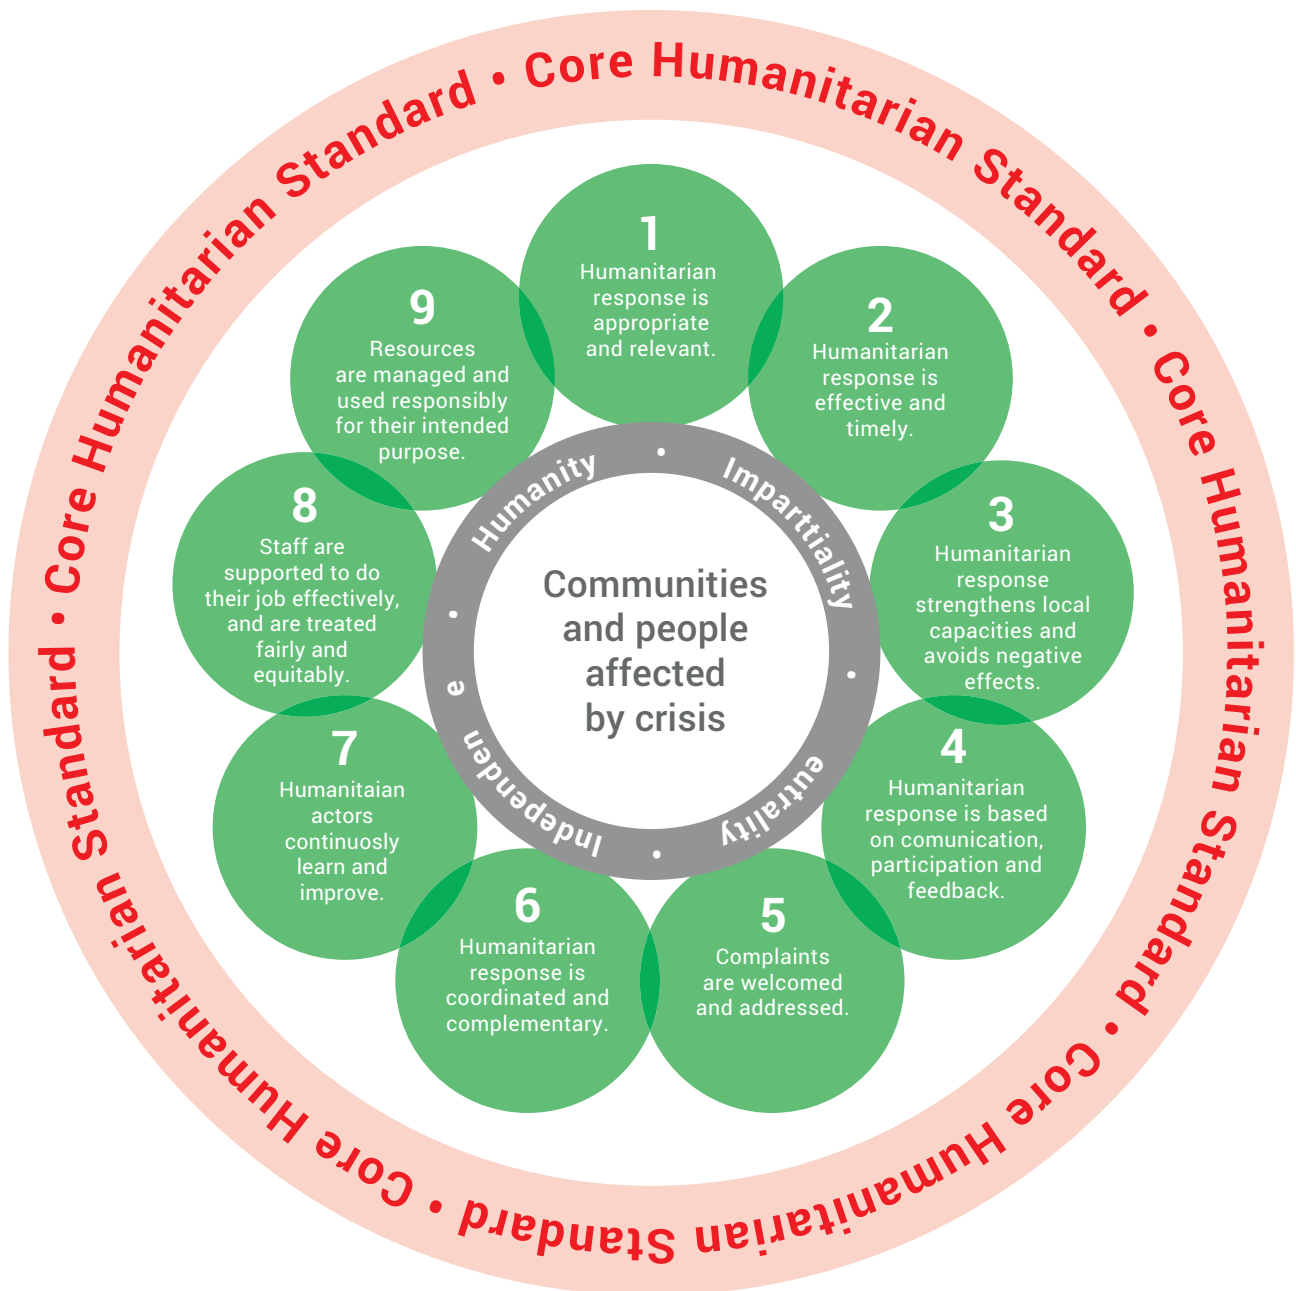 Core Humanitarian Standard • Core Humanitarian Standard • Core Humanitarian Standard • Core Humanitarian Standard • Core Humanitarian Standard •
1
Humanitarian
response is
appropriate
and relevant.
2
Humanitarian
response is
effective and
timely.
3
Humanitarian
response
strengthens local
capacities and
avoids negative
effects.
4
Humanitarian
response is based
on comunication,
participation and
feedback.
5
Complaints
are welcomed
and addressed.
6
Humanitarian
response is
coordinated and
complementary.
7
Humanitaian
actors
continuosly
learn and
improve.
8
Staff are
supported to do
their job effectively,
and are treated
fairly and
equitably.
9
Resources
are managed and
used responsibly
for their intended
purpose.
Humanity • Imparttiality • eutrality • Independen e •
Communities
and people
affected
by crisis